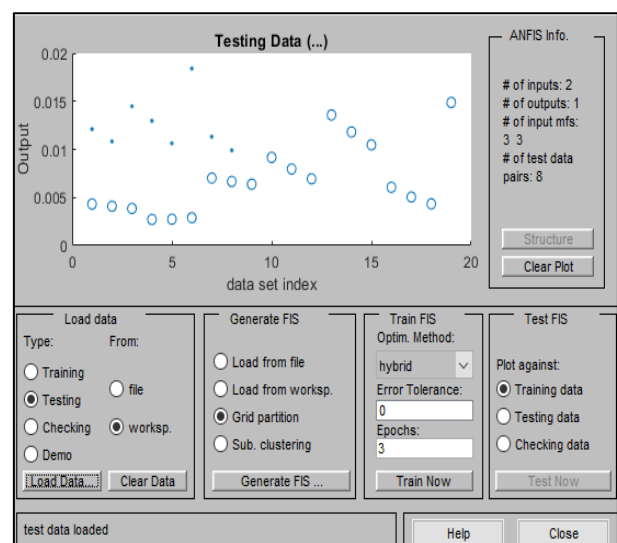 Testing Data (...)
0.02
0.015
0.01
0.005
0
Output
0
5
10
15
20
data set index
ANFIS Info.
# of inputs: 2
# of outputs: 1
# of input mfs:
3 3
# of test data
pairs: 8
Structure
Clear Plot
Load data
Type:
From:
Training
Testing
Checking
Demo
file
worksp.
Load Data...
Clear Data
Generate FIS
Load from file
Load from worksp.
Grid partition
Sub. clustering
Generate FIS ...
Train FIS
Optim. Method:
hybrid
Error Tolerance:
0
Epochs:
3
Train Now
Test FIS
Plot against:
Training data
Testing data
Checking data
Test Now
test data loaded
Help
Close